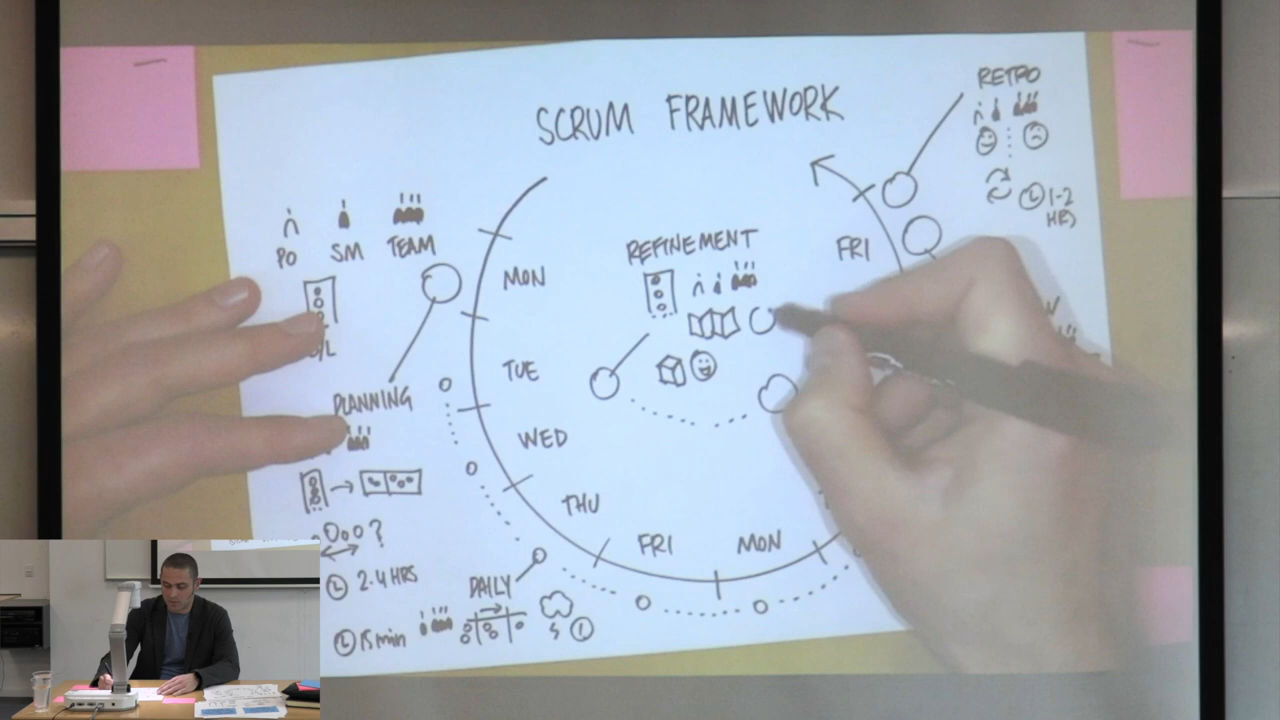 SCRUM FRAMEWORK
RETRO
1-2
HRS
PO
SM
TEAM
REFINEMENT
MON
FRI
TUE
PLANNING
WED
THU
FRI
MON
?
2-4 HRS
DAILY
15 min